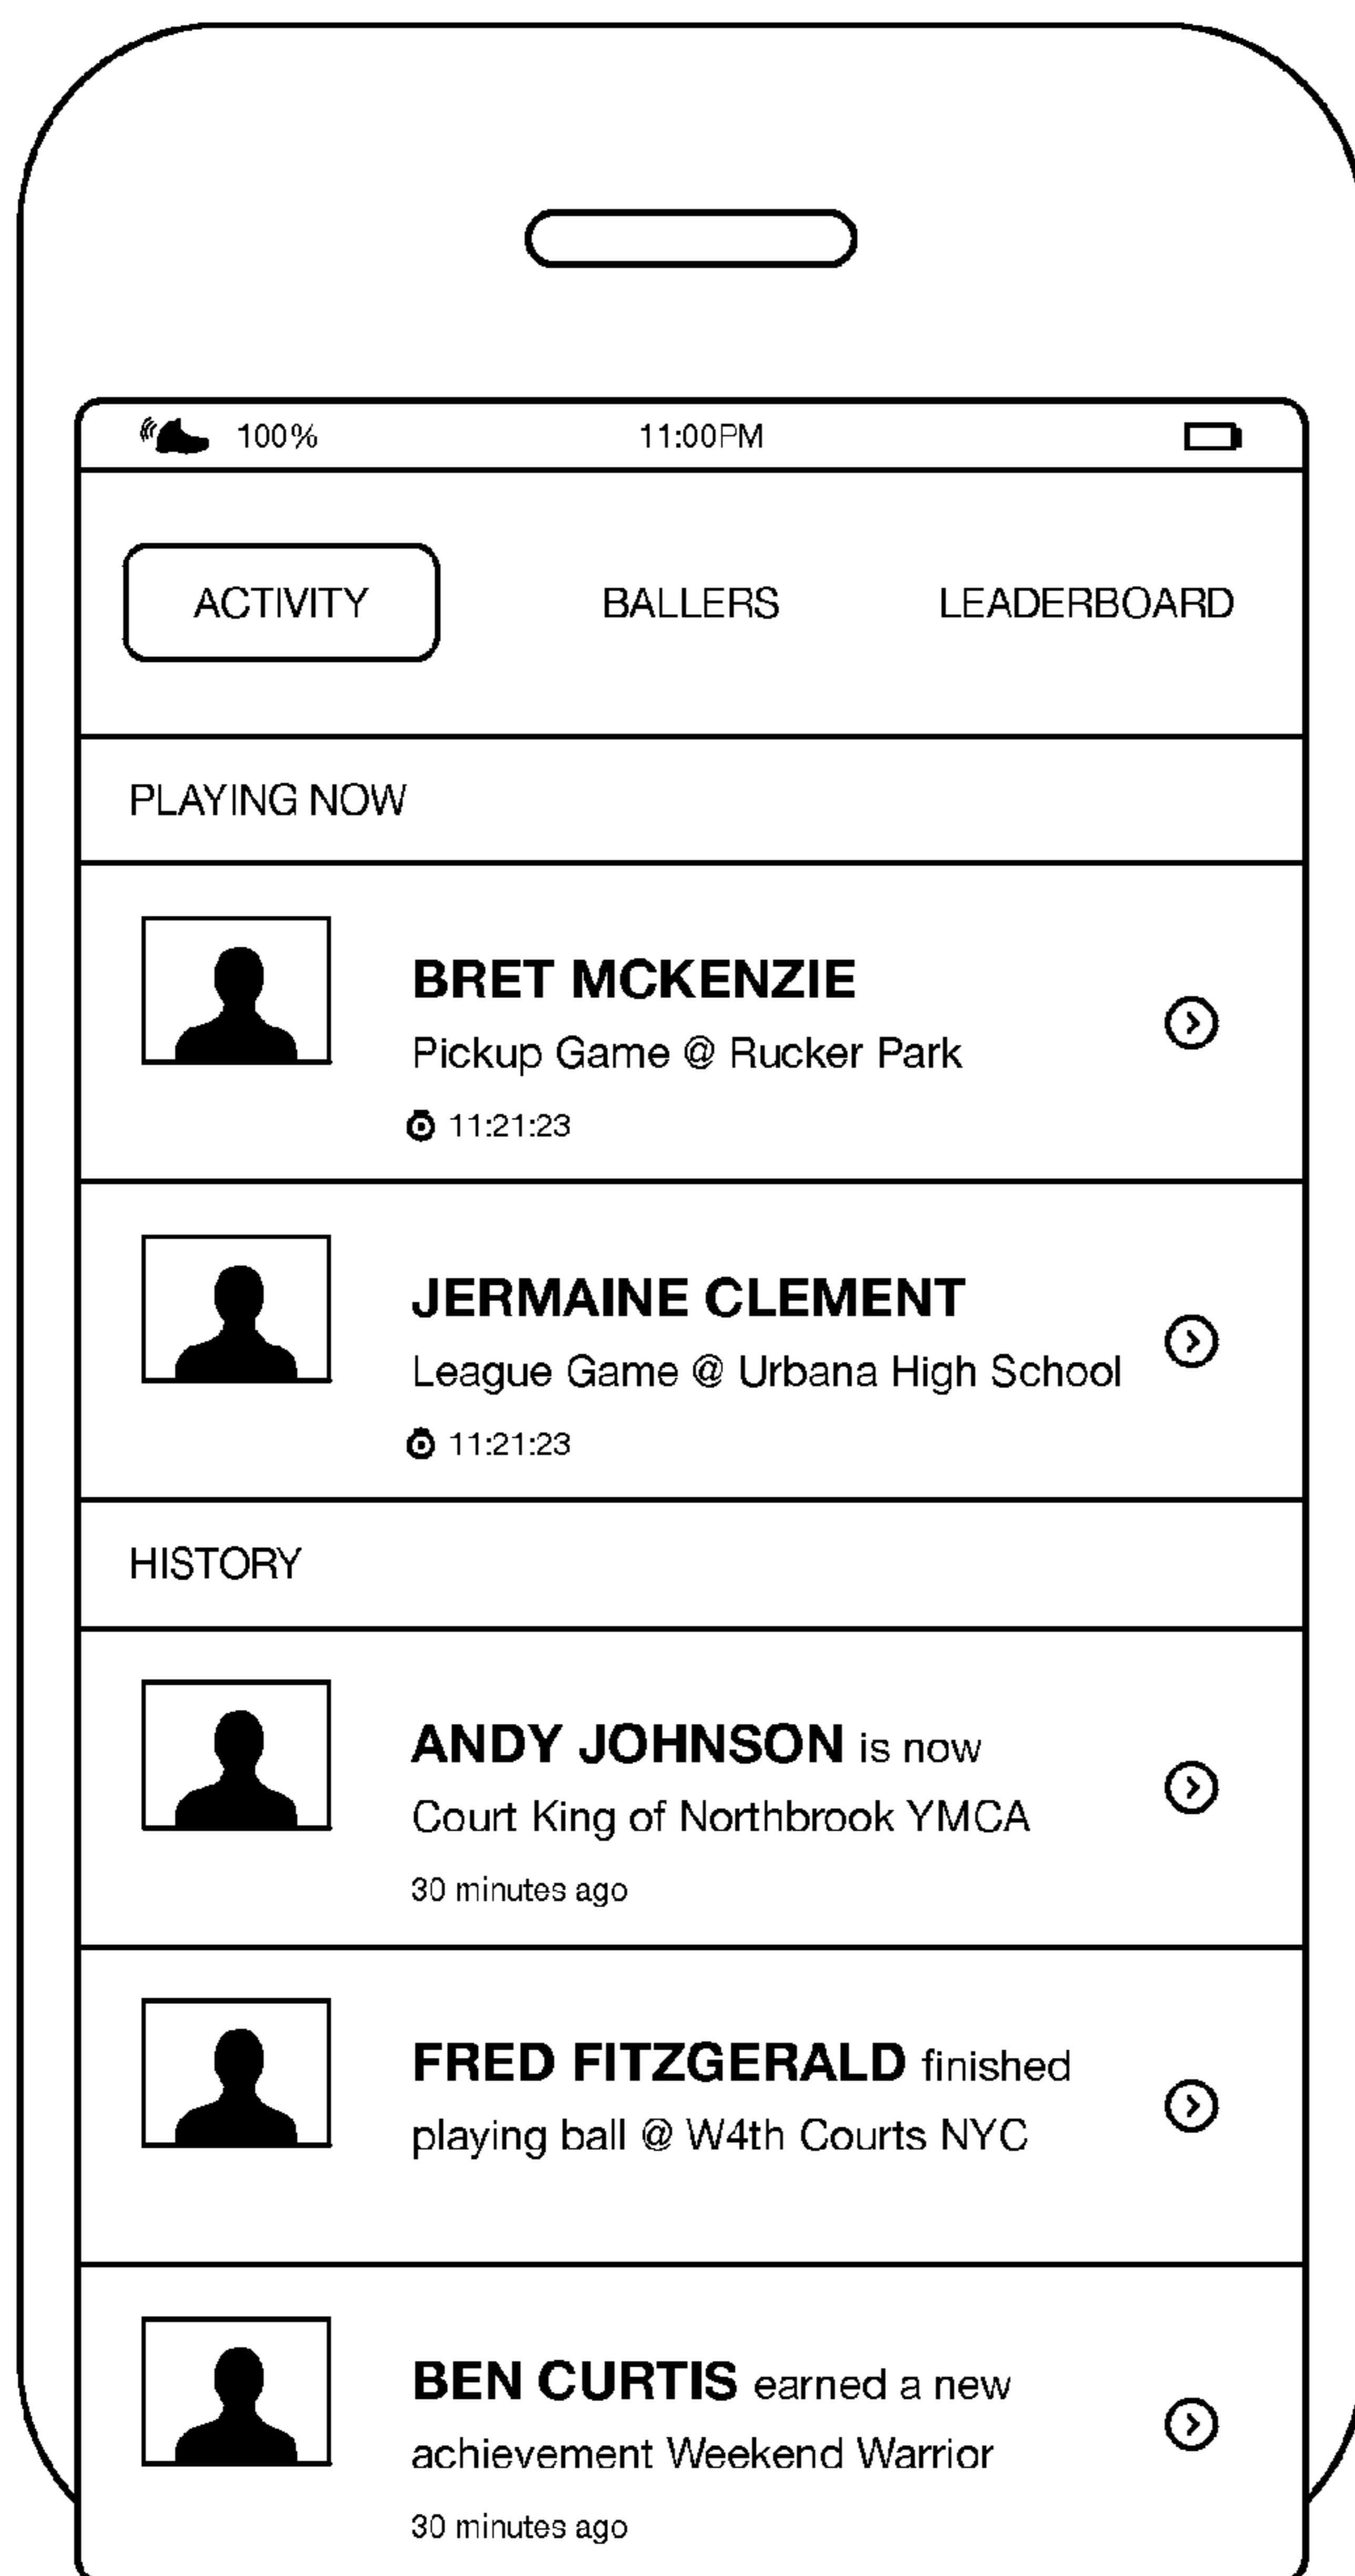 100% 11:00PM
ACTIVITY BALLERS LEADERBOARD
PLAYING NOW
BRET MCKENZIE
Pickup Game @ Rucker Park
11:21:23
JERMAINE CLEMENT
League Game @ Urbana High School
11:21:23
HISTORY
ANDY JOHNSON is now
Court King of Northbrook YMCA
30 minutes ago
FRED FITZGERALD finished
playing ball @ W4th Courts NYC
BEN CURTIS earned a new
achievement Weekend Warrior
30 minutes ago